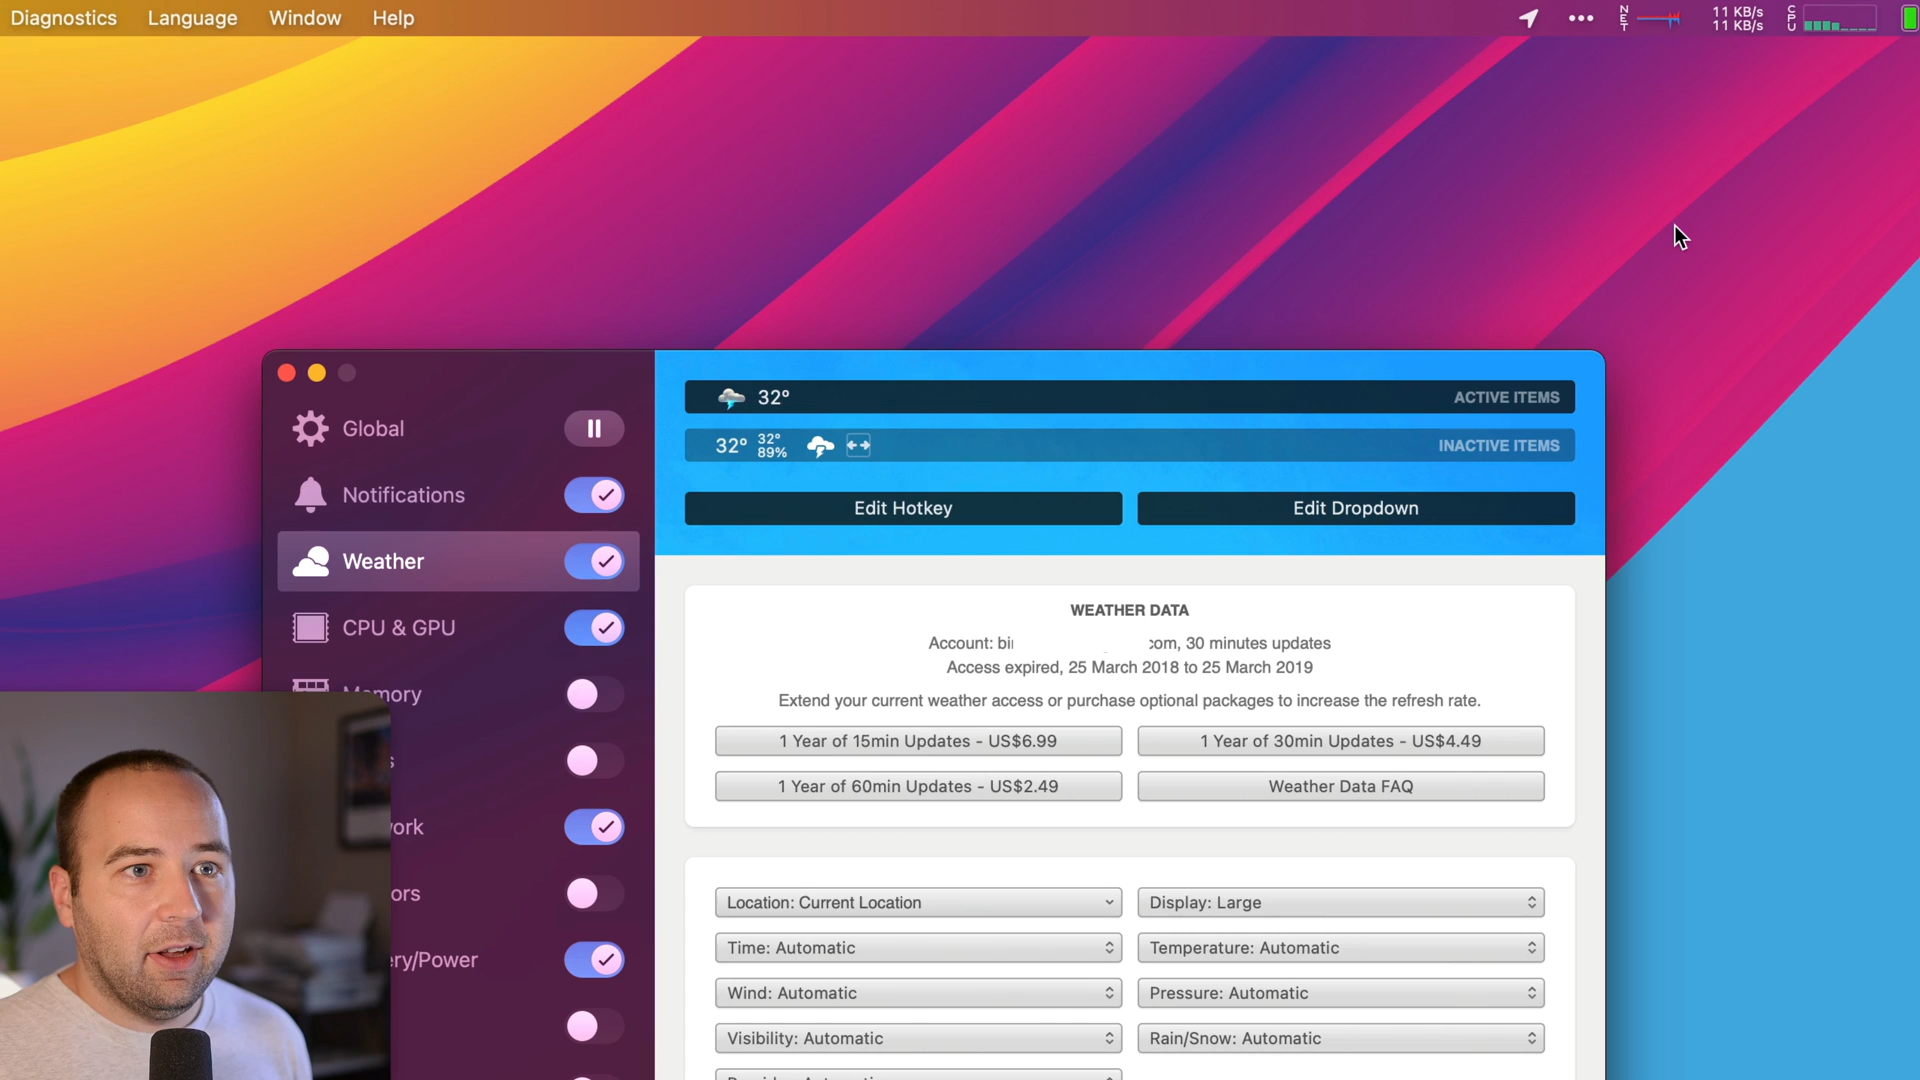 Diagnostics Language Window Help
NET 11 KB/s CPU
11 KB/s
32° ACTIVE ITEMS
Global
32° 32° INACTIVE ITEMS
89%
Notifications
Edit Hotkey Edit Dropdown
Weather
WEATHER DATA
CPU & GPU
Account: bi com, 30 minutes updates
Access expired, 25 March 2018 to 25 March 2019
Memory
Extend your current weather access or purchase optional packages to increase the refresh rate.
1 Year of 15min Updates - US$6.99 1 Year of 30min Updates - US$4.49
s
1 Year of 60min Updates - US$2.49 Weather Data FAQ
ork
ors
Location: Current Location Display: Large
Time: Automatic Temperature: Automatic
ery/Power
Wind: Automatic Pressure: Automatic
Visibility: Automatic Rain/Snow: Automatic